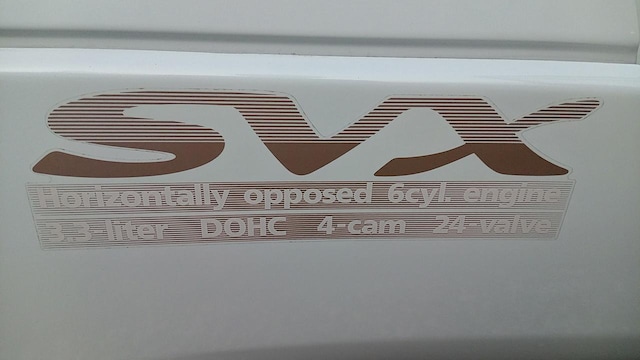 SVX
Horizontally opposed 6cyl. engine
3.3-liter DOHC 4-cam 24-valve